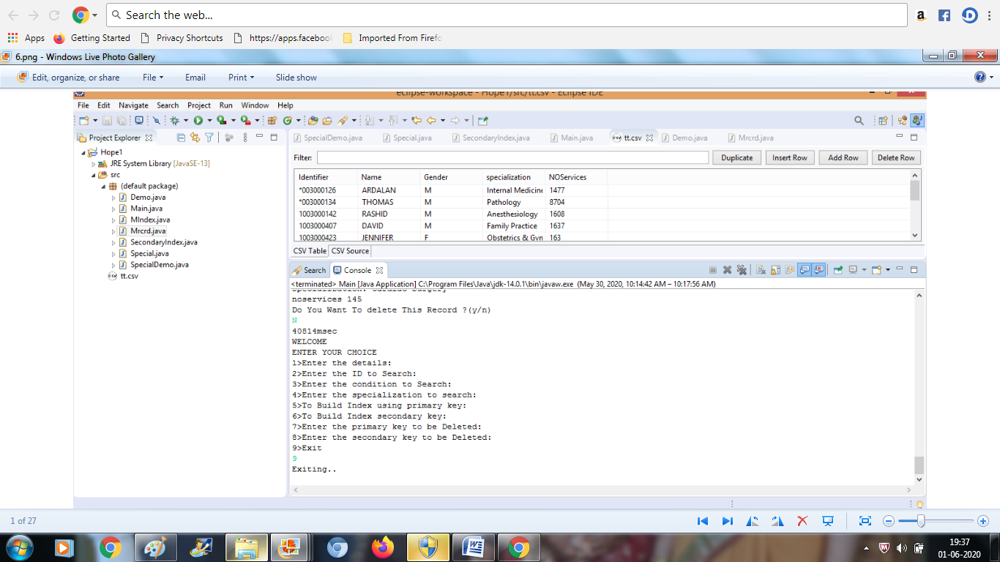 Search the web...
Apps Getting Started Privacy Shortcuts https://apps.facebool Imported From Firefo
6.png - Windows Live Photo Gallery
Edit, organize, or share File Email Print Slide show
eclipse-workspace - Hope1/src/tt.csv - Eclipse IDE
File Edit Navigate Search Project Run Window Help
Project Explorer
SpecialDemo.java Special.java SecondaryIndex.java Main.java tt.csv Demo.java Mrcrd.java
Hope1
JRE System Library [JavaSE-13]
src
(default package)
Demo.java
Main.java
MIndex.java
Mrcrd.java
SecondaryIndex.java
Special.java
SpecialDemo.java
tt.csv
Filter: Duplicate Insert Row Add Row Delete Row
Identifier Name Gender specialization NOServices
*003000126 ARDALAN M Internal Medicine 1477
*003000134 THOMAS M Pathology 8704
1003000142 RASHID M Anesthesiology 1608
1003000407 DAVID M Family Practice 1637
1003000423 JENNIFER F Obstetrics & Gyn 163
CSV Table CSV Source
Search Console
<terminated> Main [Java Application] C:\Program Files\Java\jdk-14.0.1\bin\javaw.exe (May 30, 2020, 10:14:42 AM – 10:17:56 AM)
specialization: Cardiac Surgery
noservices 145
Do You Want To delete This Record ?(y/n)
N
40814msec
WELCOME
ENTER YOUR CHOICE
1>Enter the details:
2>Enter the ID to Search:
3>Enter the condition to Search:
4>Enter the specialization to search:
5>To Build Index using primary key:
6>To Build Index secondary key:
7>Enter the primary key to be Deleted:
8>Enter the secondary key to be Deleted:
9>Exit
9
Exiting..
1 of 27
19:37
01-06-2020